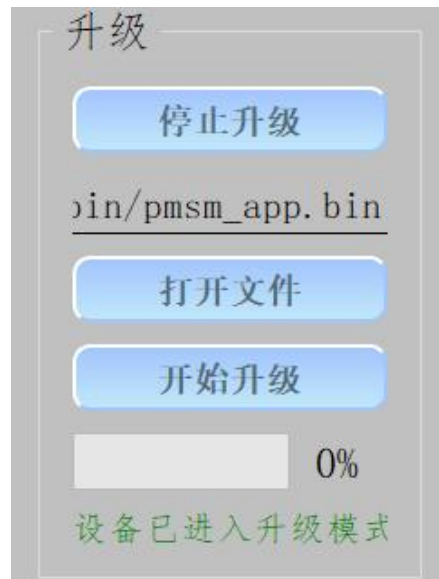 升级
停止升级
bin/pmsm_app.bin
打开文件
开始升级
0%
设备已进入升级模式